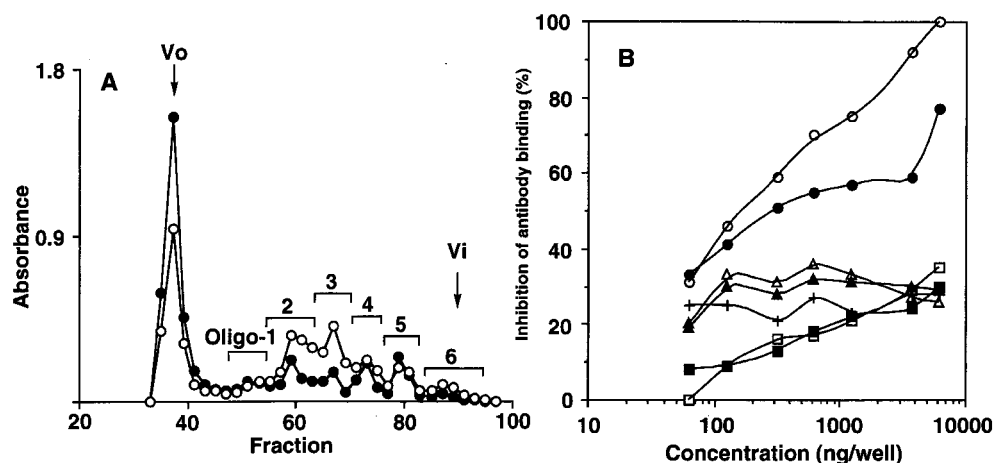 A
Vo
1.8
0.9
Absorbance
Oligo-1
2
3
4
5
6
Vi
20
40
60
80
100
Fraction
B
100
80
60
40
20
0
Inhibition of antibody binding (%)
10
100
1000
10000
Concentration (ng/well)